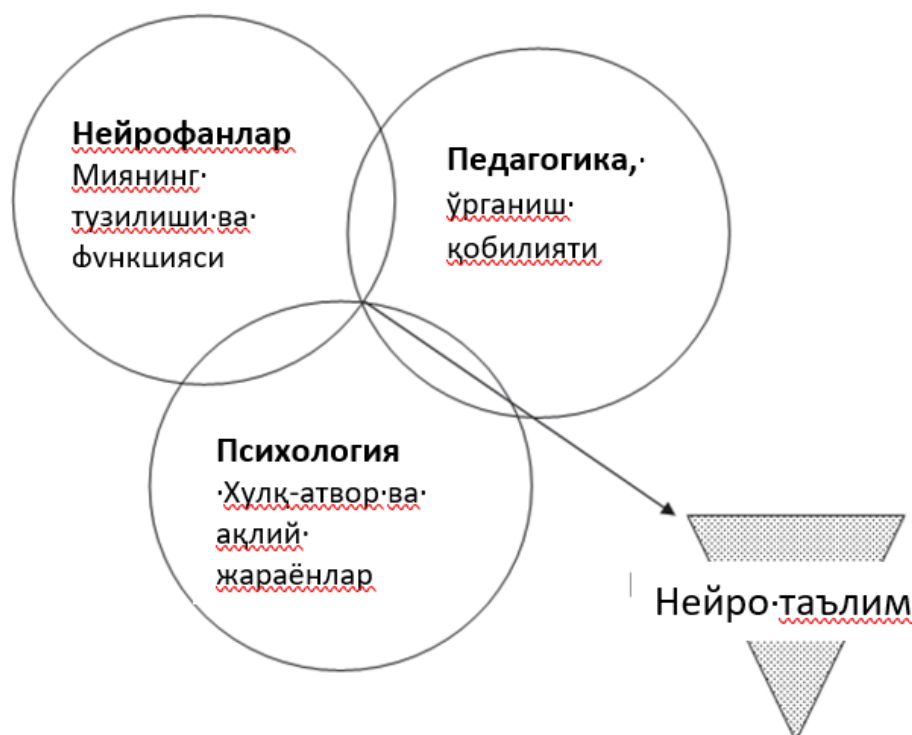 Нейрофанлар
Миянинг
тузилиши ва
функцияси
Педагогика,
ўрганиш
қобилияти
Психология
Хулқ-атвор ва
ақлий
жараёнлар
Нейро таълим